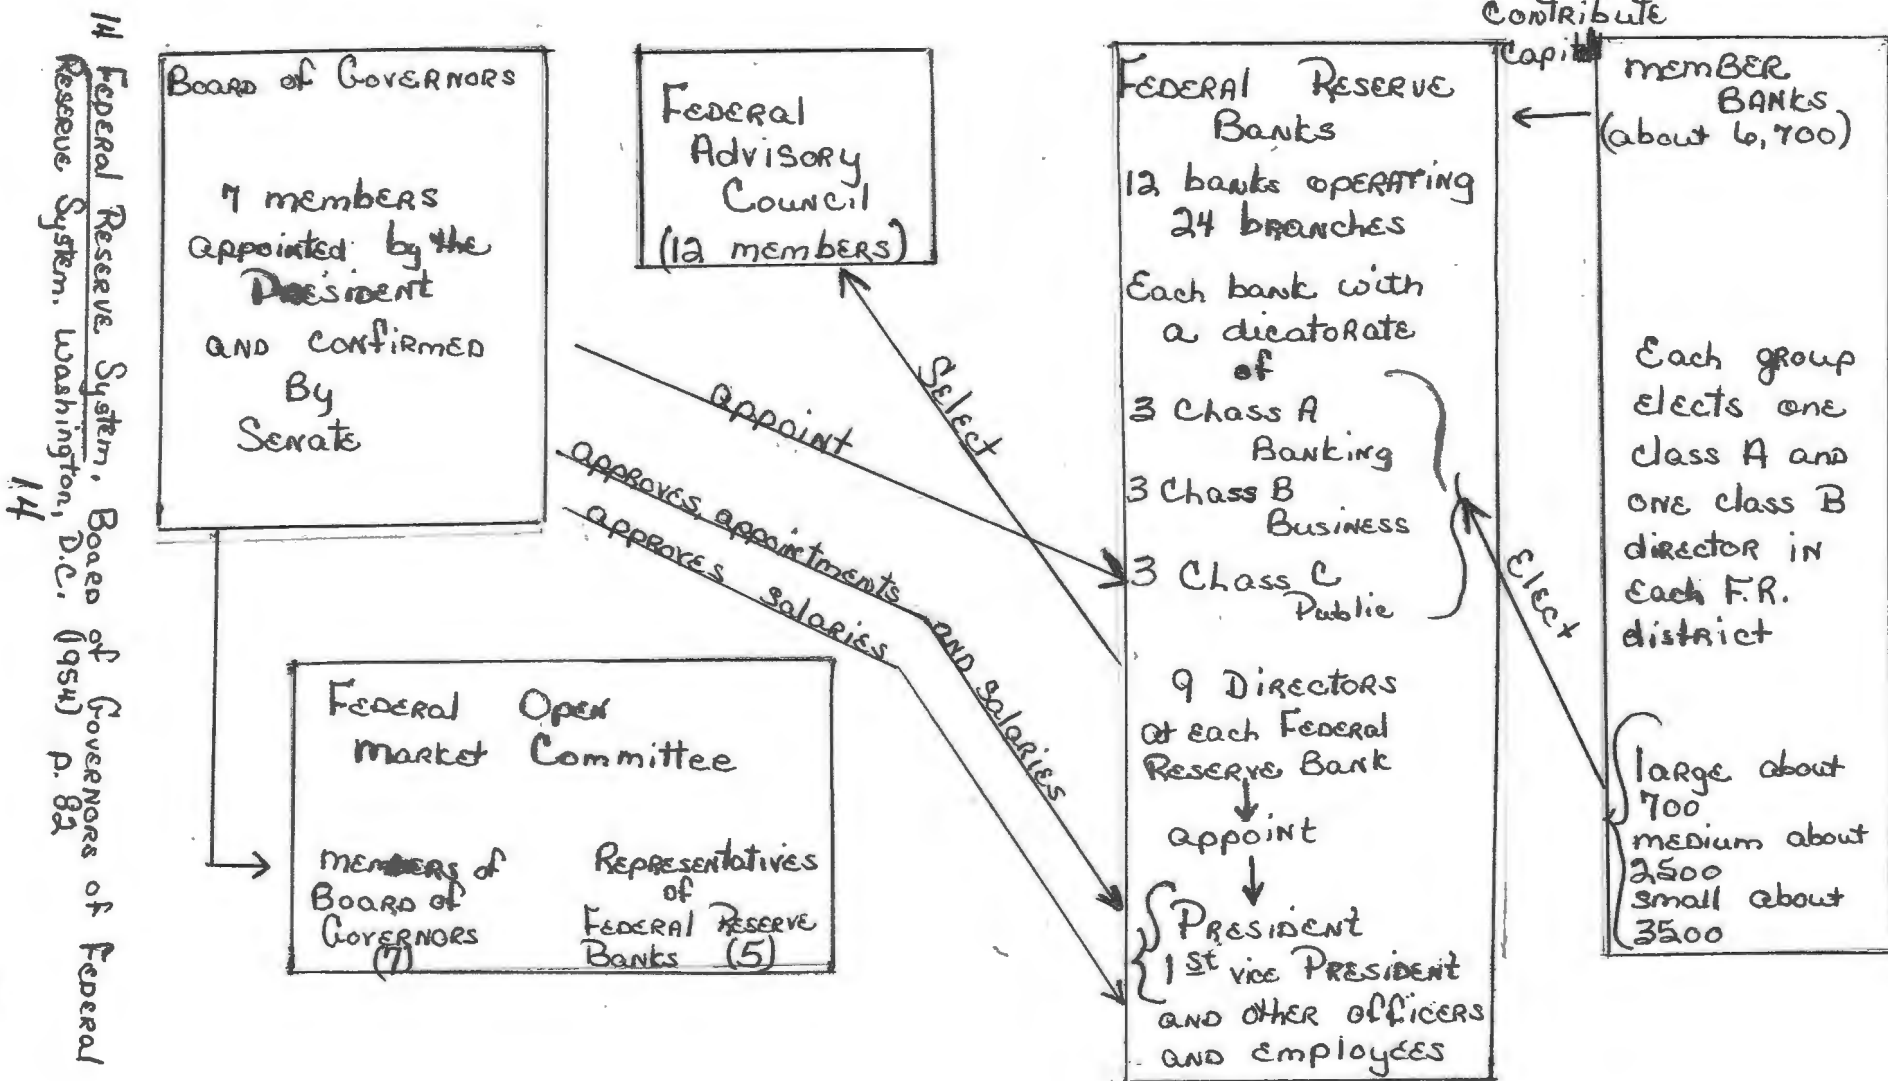 14 Federal Reserve System, Board of Governors of Federal
Reserve System. Washington, D.C. (1954) p. 82
14
Board of Governors
7 members
appointed by the
President
and confirmed
By
Senate
Federal
Advisory
Council
(12 members)
Select
appoint
approves, appointments and salaries
approves salaries
Federal Open
Market Committee
members of
Board of
Governors
(7)
Representatives
of
Federal Reserve
Banks (5)
Federal Reserve
Banks
12 banks operating
24 branches
Each bank with
a dicatorate
of
3 Chass A
Banking
3 Chass B
Business
3 Chass C
Public
9 Directors
at each Federal
Reserve Bank
appoint
President
1st vice President
and other officers
and employees
Contribute
Capital
Elect
member
Banks
(about 6,700)
Each group
elects one
class A and
one class B
director in
each F.R.
district
large about
700
medium about
2500
small about
3500